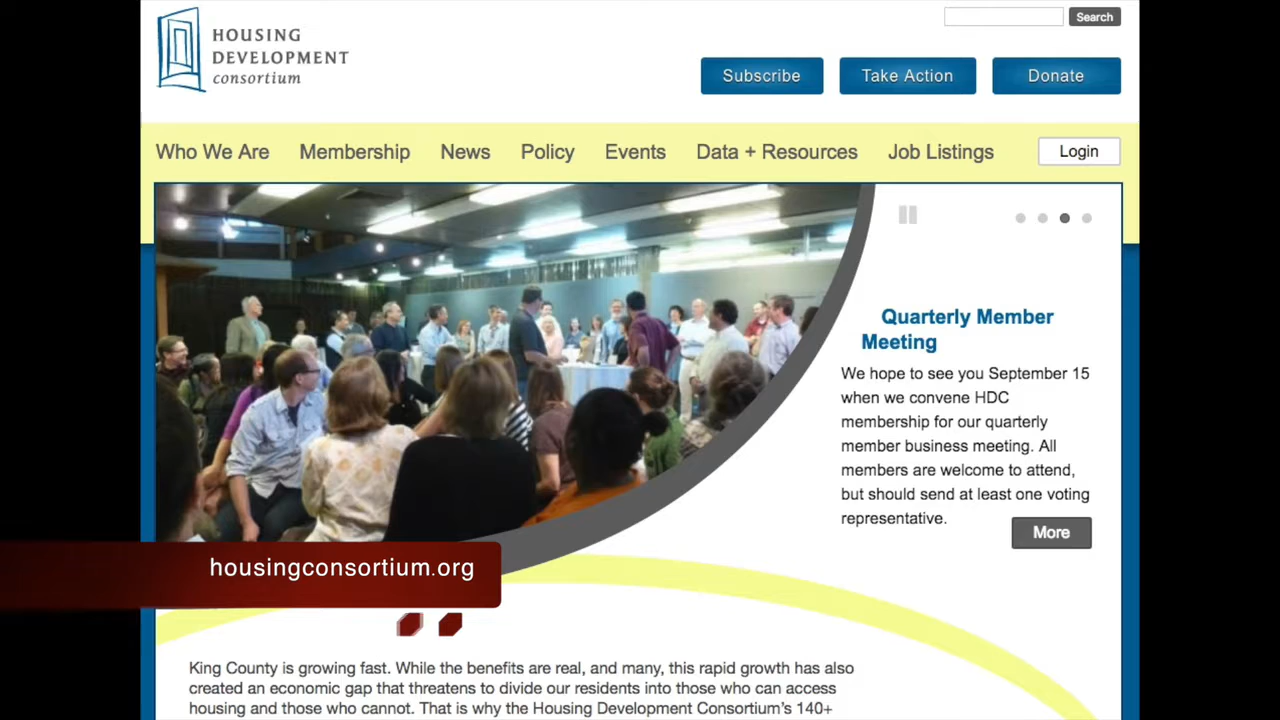 HOUSING
DEVELOPMENT
consortium
Search
Subscribe
Take Action
Donate
Who We Are
Membership
News
Policy
Events
Data + Resources
Job Listings
Login
Quarterly Member
Meeting
We hope to see you September 15
when we convene HDC
membership for our quarterly
member business meeting. All
members are welcome to attend,
but should send at least one voting
representative.
More
housingconsortium.org
King County is growing fast. While the benefits are real, and many, this rapid growth has also
created an economic gap that threatens to divide our residents into those who can access
housing and those who cannot. That is why the Housing Development Consortium's 140+